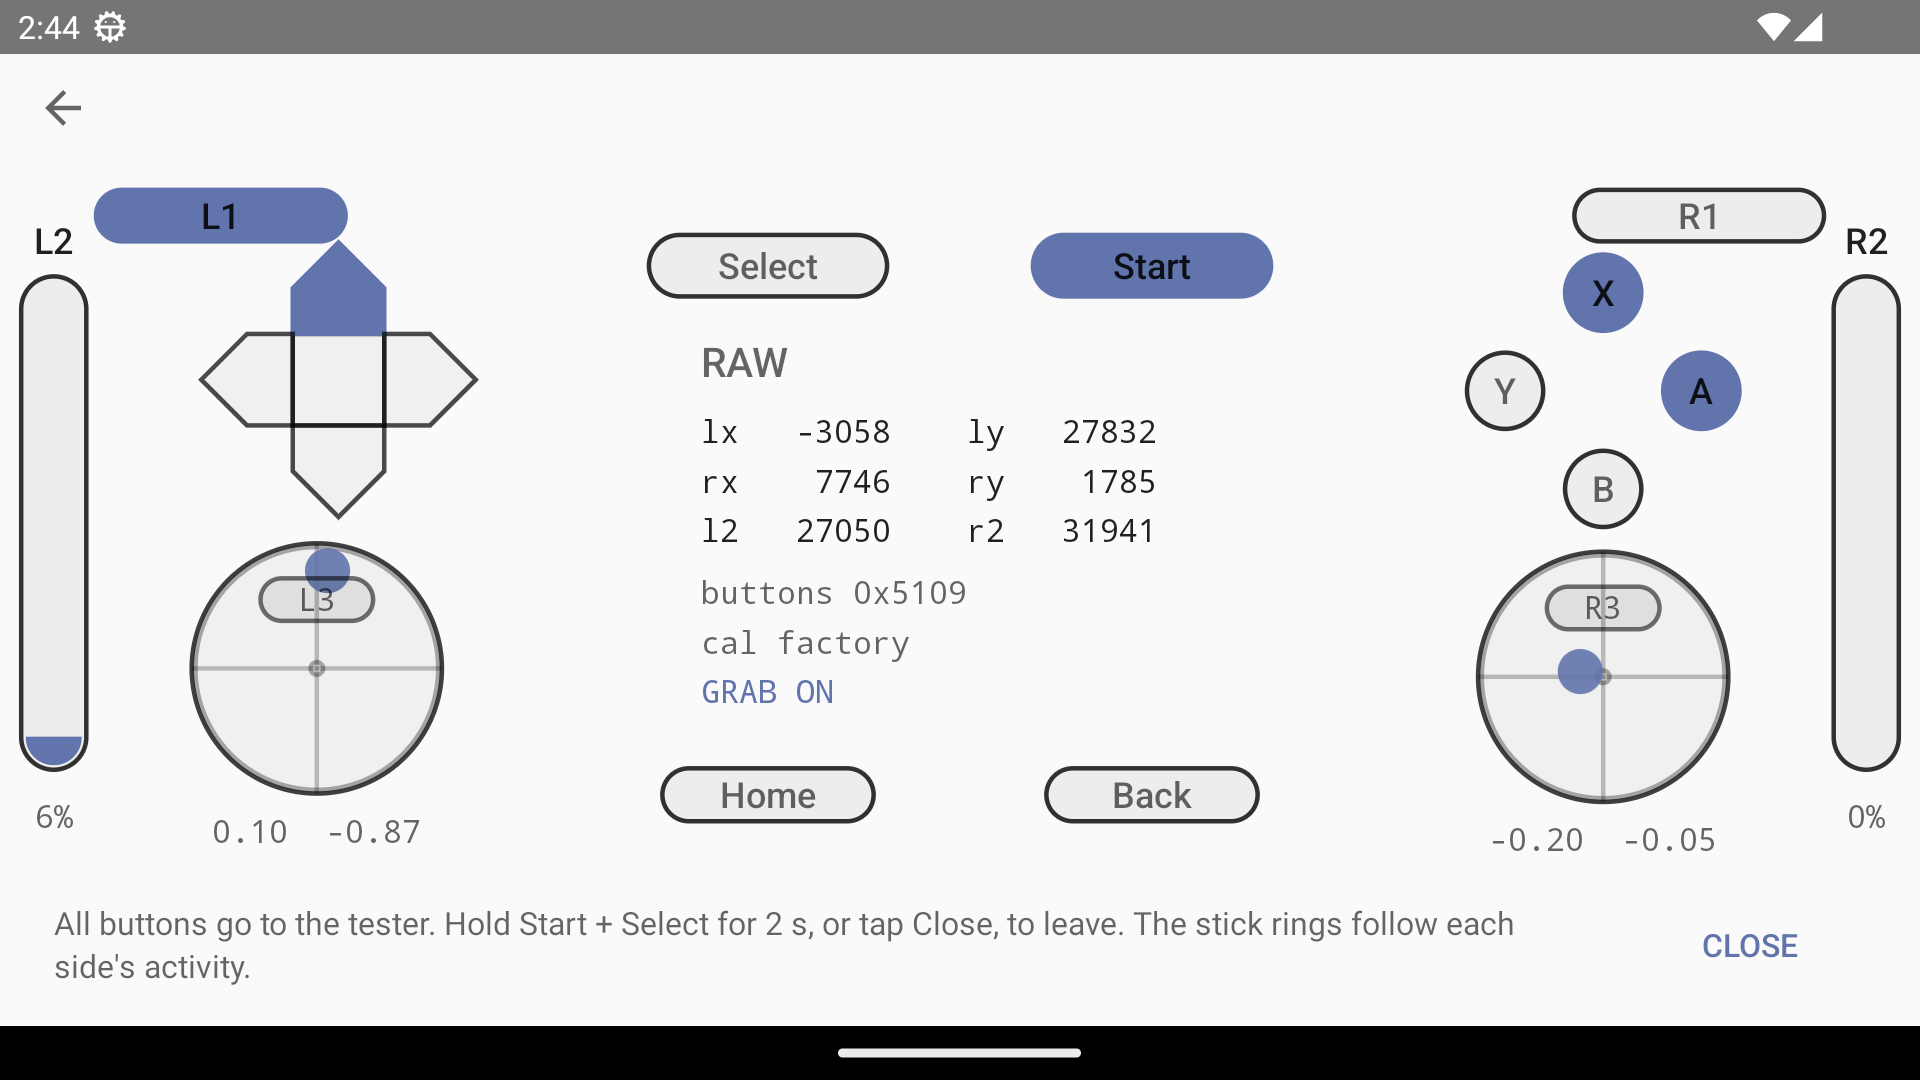 2:44
L1
R1
L2
R2
Select
Start
X
Y
A
B
RAW
lx -3058 ly 27832
rx 7746 ry 1785
l2 27050 r2 31941
buttons 0x5109
cal factory
GRAB ON
L3
R3
Home
Back
6%
0.10 -0.87
-0.20 -0.05
0%
All buttons go to the tester. Hold Start + Select for 2 s, or tap Close, to leave. The stick rings follow each
side's activity.
CLOSE